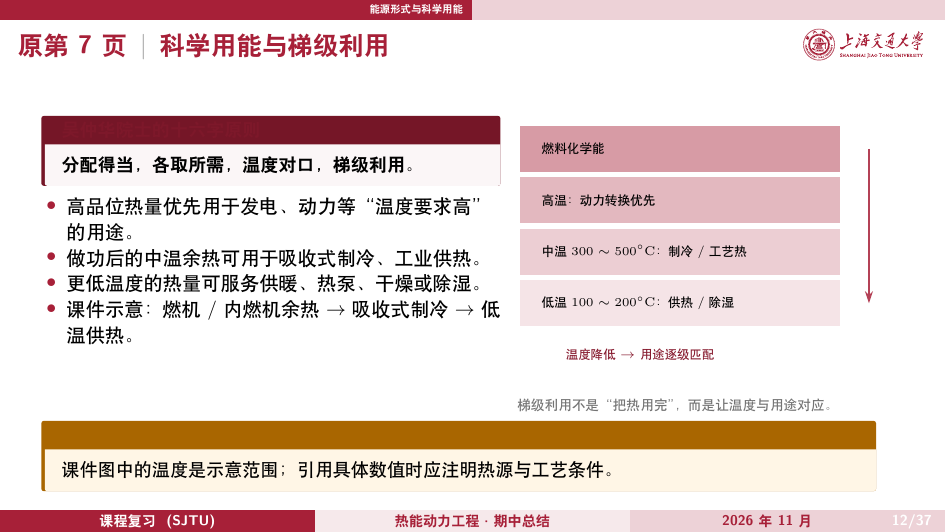 能源形式与科学用能
原第 7 页 | 科学用能与梯级利用
上海交通大学
SHANGHAI JIAO TONG UNIVERSITY
分配得当，各取所需，温度对口，梯级利用。
• 高品位热量优先用于发电、动力等“温度要求高”
的用途。
• 做功后的中温余热可用于吸收式制冷、工业供热。
• 更低温度的热量可服务供暖、热泵、干燥或除湿。
• 课件示意：燃机 / 内燃机余热 → 吸收式制冷 → 低
温供热。
燃料化学能
高温：动力转换优先
中温 300 ∼ 500°C：制冷 / 工艺热
低温 100 ∼ 200°C：供热 / 除湿
温度降低 → 用途逐级匹配
梯级利用不是“把热用完”，而是让温度与用途对应。
课件图中的温度是示意范围；引用具体数值时应注明热源与工艺条件。
课程复习 (SJTU)
热能动力工程 · 期中总结
2026 年 11 月
12/37